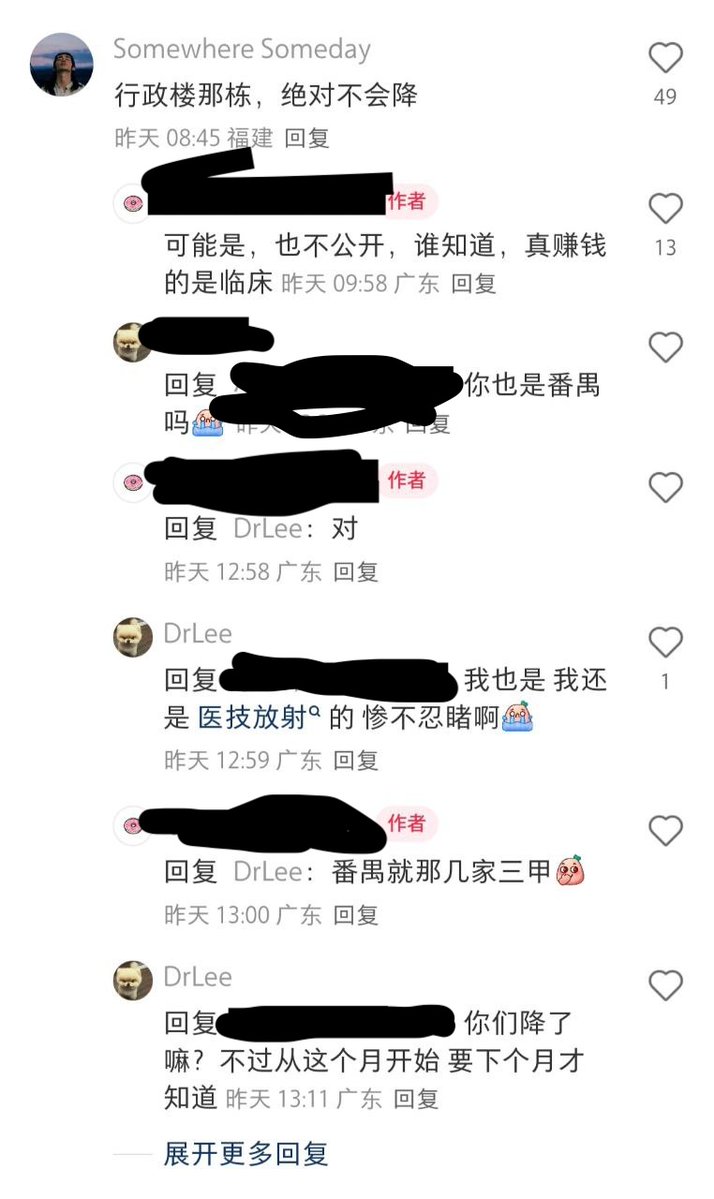 Somewhere Someday
49
行政楼那栋，绝对不会降
昨天 08:45 福建 回复
作者
13
可能是，也不公开，谁知道，真赚钱
的是临床 昨天 09:58 广东 回复
回复
你也是番禺
吗 昨天 回复
作者
回复 DrLee：对
昨天 12:58 广东 回复
DrLee
回复 我也是 我还
1
是 医技放射 的 惨不忍睹啊
昨天 12:59 广东 回复
作者
回复 DrLee：番禺就那几家三甲
昨天 13:00 广东 回复
DrLee
回复 你们降了
嘛？不过从这个月开始 要下个月才
知道 昨天 13:11 广东 回复
展开更多回复